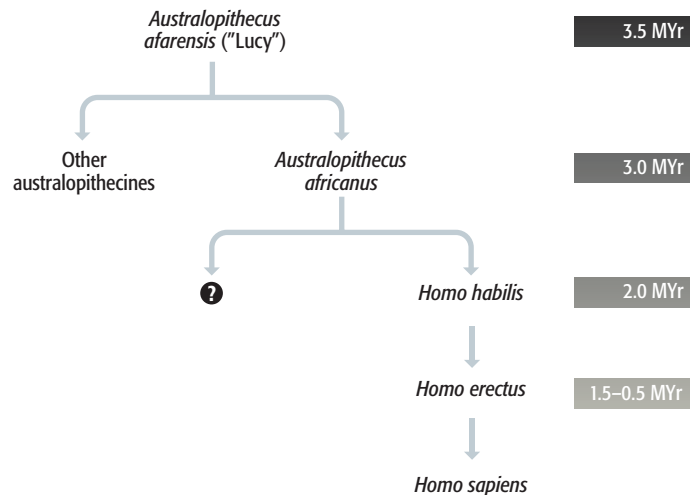 Australopithecus
afarensis ("Lucy")
3.5 MYr
Other
australopithecines
Australopithecus
africanus
3.0 MYr
?
Homo habilis
2.0 MYr
Homo erectus
1.5–0.5 MYr
Homo sapiens